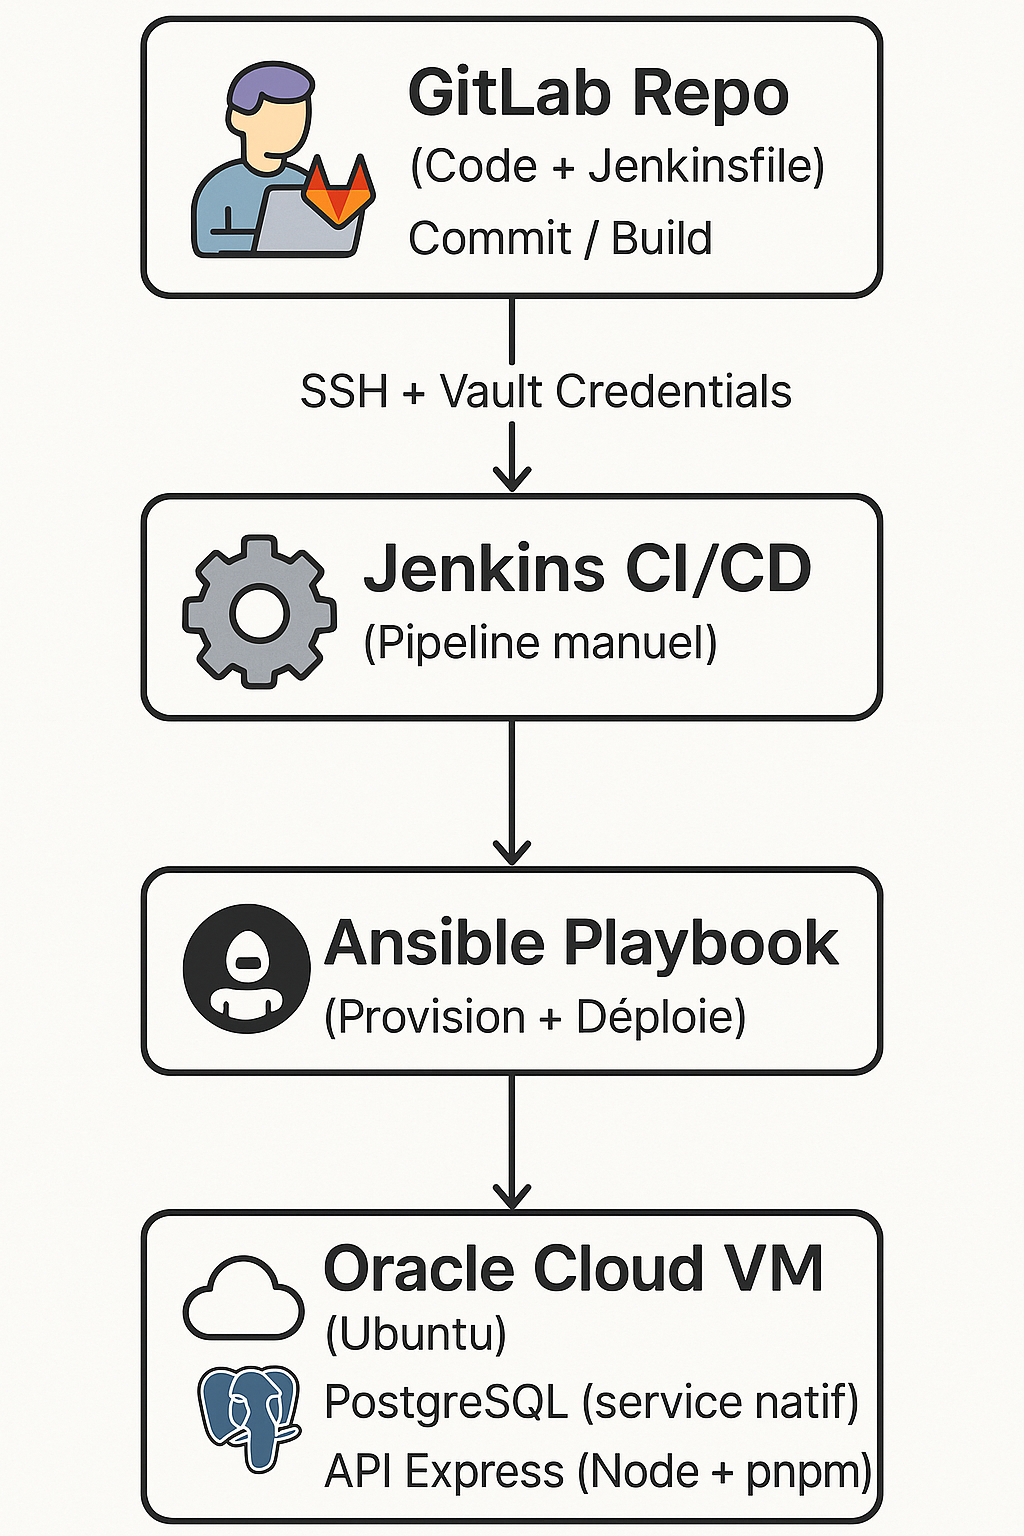 GitLab Repo
(Code + Jenkinsfile)
Commit / Build
SSH + Vault Credentials
Jenkins CI/CD
(Pipeline manuel)
Ansible Playbook
(Provision + Déploie)
Oracle Cloud VM
(Ubuntu)
PostgreSQL (service natif)
API Express (Node + pnpm)